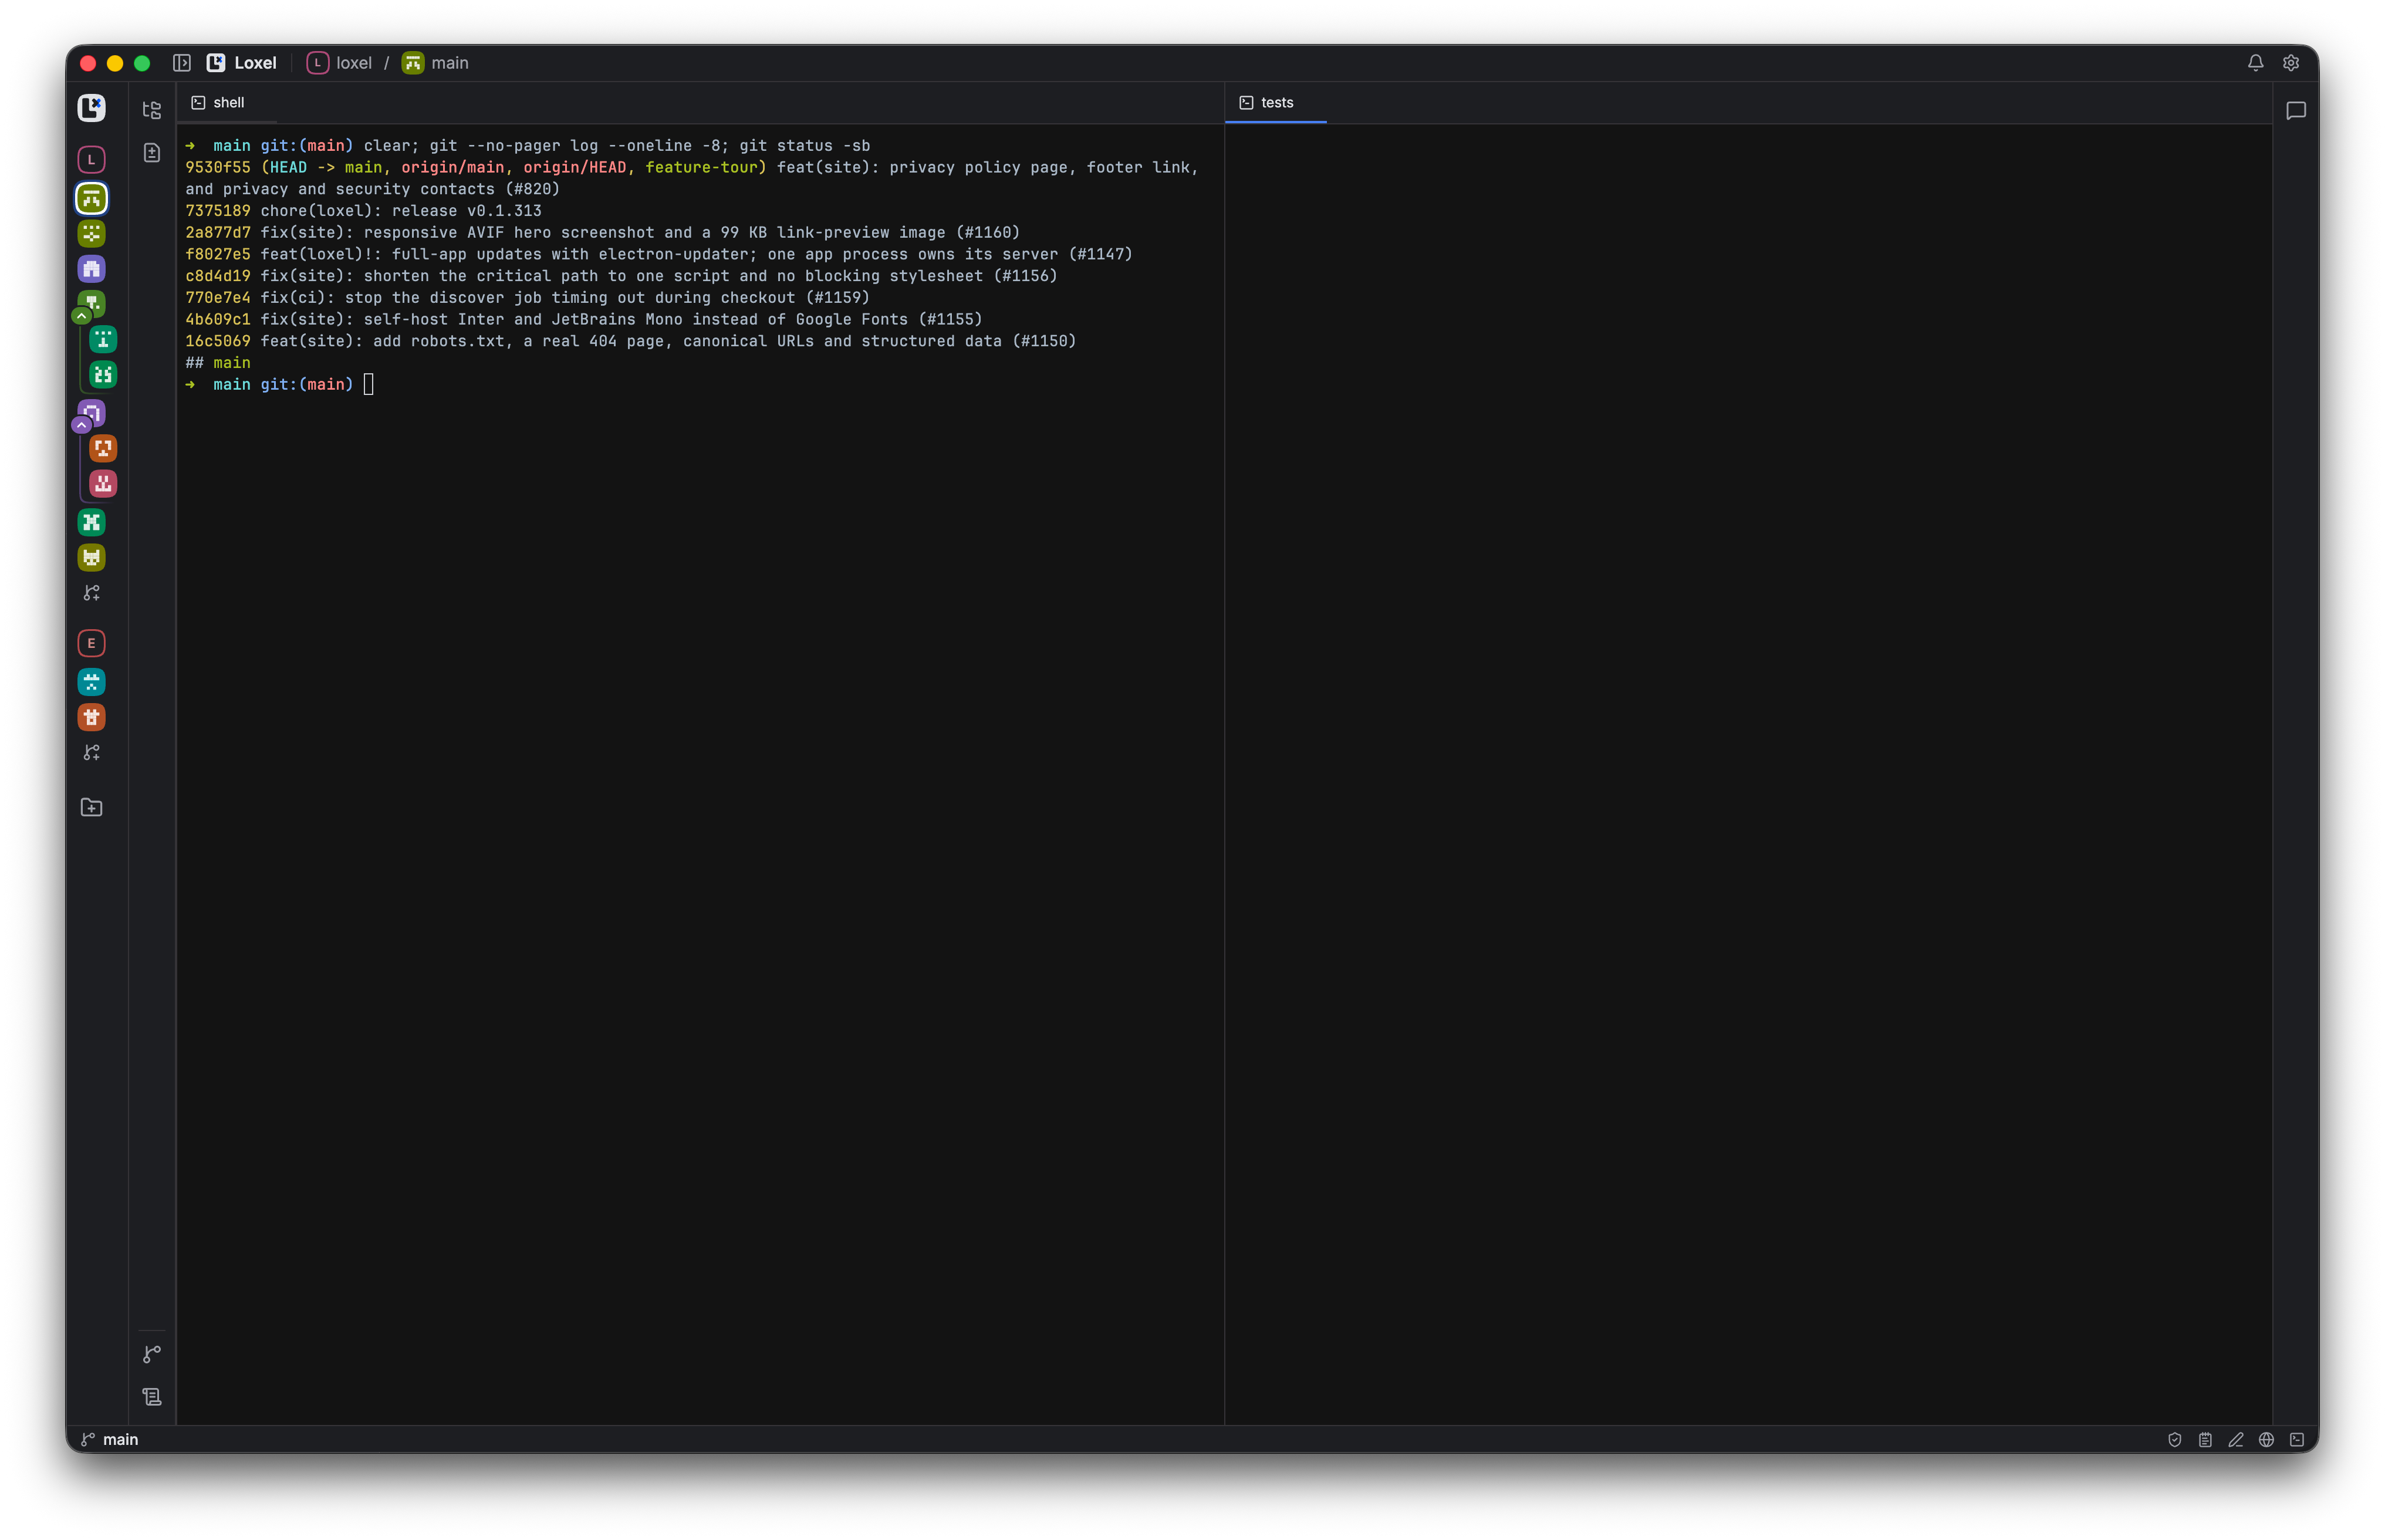 Loxel
L
loxel / main
L
shell
tests
➜ main git:(main) clear; git --no-pager log --oneline -8; git status -sb
9530f55 (HEAD -> main, origin/main, origin/HEAD, feature-tour) feat(site): privacy policy page, footer link,
and privacy and security contacts (#820)
7375189 chore(loxel): release v0.1.313
2a877d7 fix(site): responsive AVIF hero screenshot and a 99 KB link-preview image (#1160)
f8027e5 feat(loxel)!: full-app updates with electron-updater; one app process owns its server (#1147)
c8d4d19 fix(site): shorten the critical path to one script and no blocking stylesheet (#1156)
770e7e4 fix(ci): stop the discover job timing out during checkout (#1159)
4b609c1 fix(site): self-host Inter and JetBrains Mono instead of Google Fonts (#1155)
16c5069 feat(site): add robots.txt, a real 404 page, canonical URLs and structured data (#1150)
## main
➜ main git:(main)
E
main